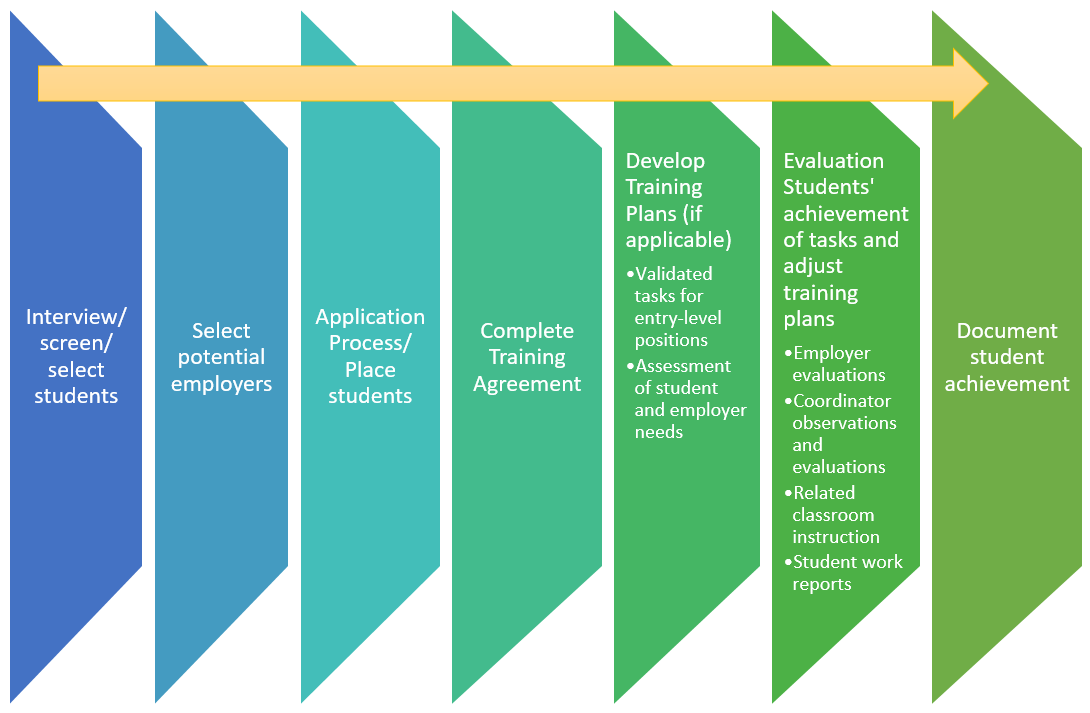 Interview/
screen/
select
students
Select
potential
employers
Application
Process/
Place
students
Complete
Training
Agreement
Develop
Training
Plans (if
applicable)
•Validated
tasks for
entry-level
positions
•Assessment
of student
and employer
needs
Evaluation
Students'
achievement
of tasks and
adjust
training
plans
•Employer
evaluations
•Coordinator
observations
and
evaluations
•Related
classroom
instruction
•Student work
reports
Document
student
achievement